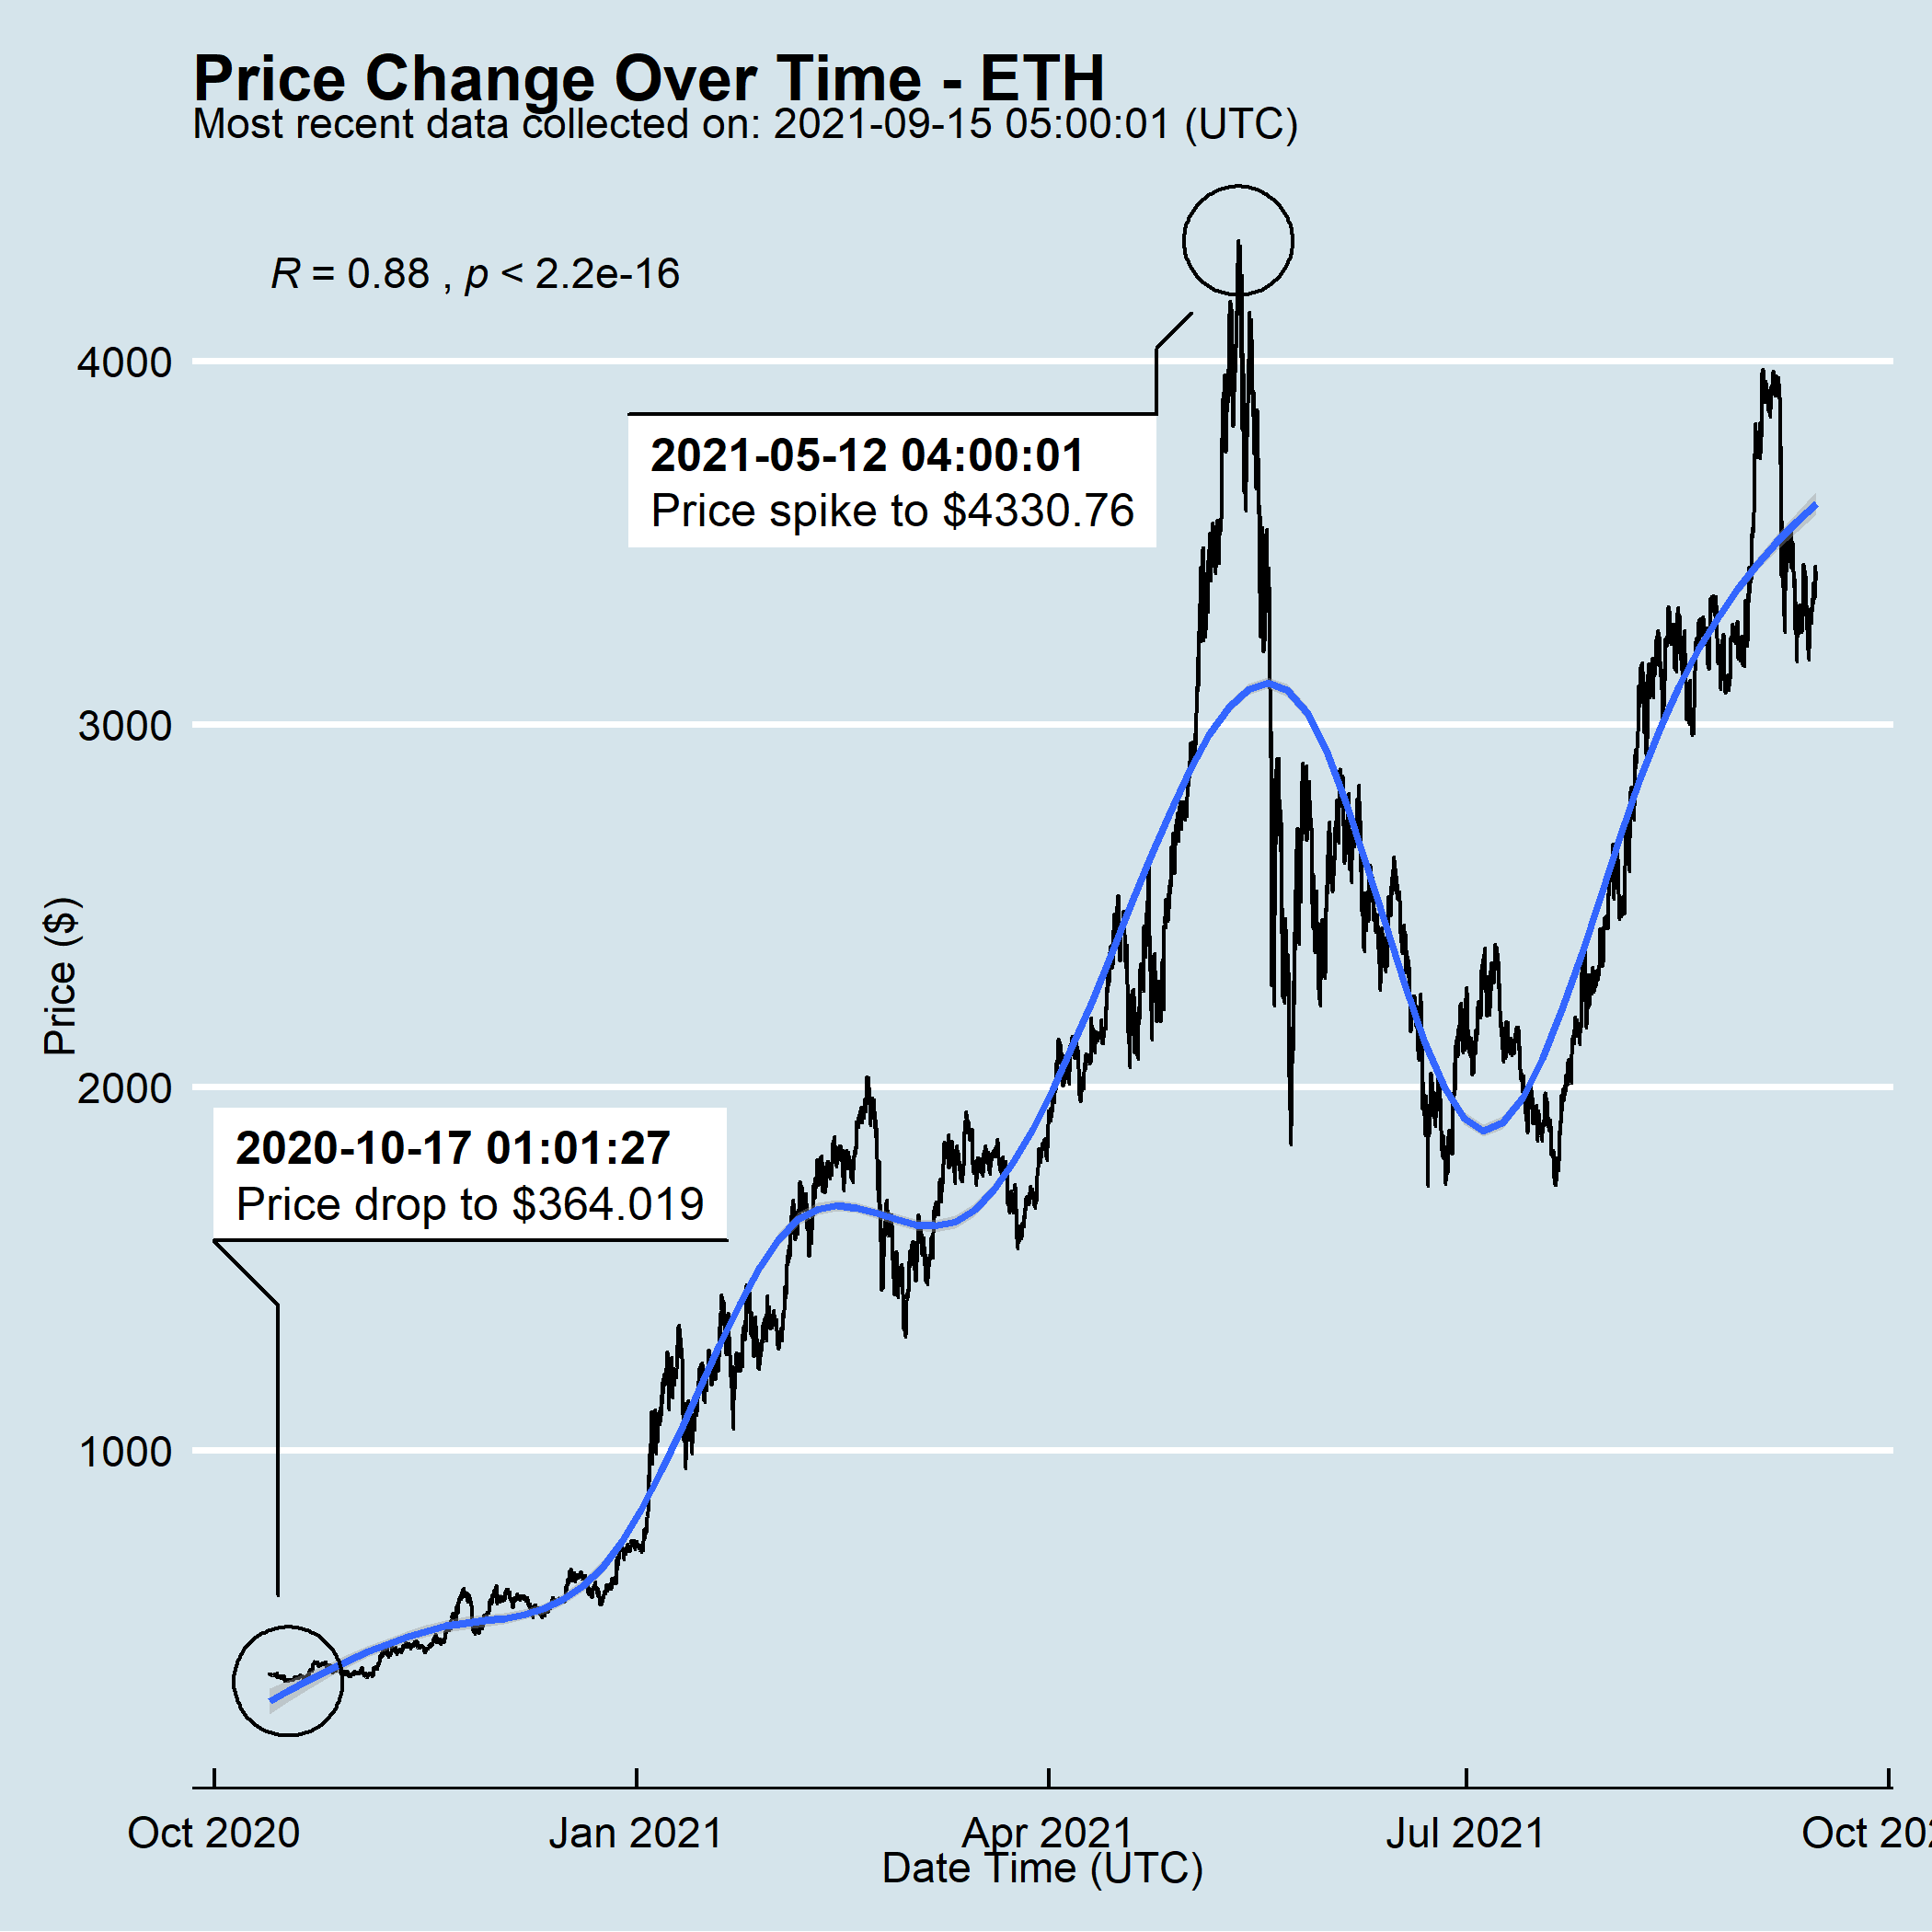 Price Change Over Time - ETH
Most recent data collected on: 2021-09-15 05:00:01 (UTC)
R = 0.88 , p < 2.2e-16
4000
2021-05-12 04:00:01
Price spike to $4330.76
3000
Price ($)
2000
2020-10-17 01:01:27
Price drop to $364.019
1000
Oct 2020
Jan 2021
Apr 2021
Jul 2021
Oct 202
Date Time (UTC)